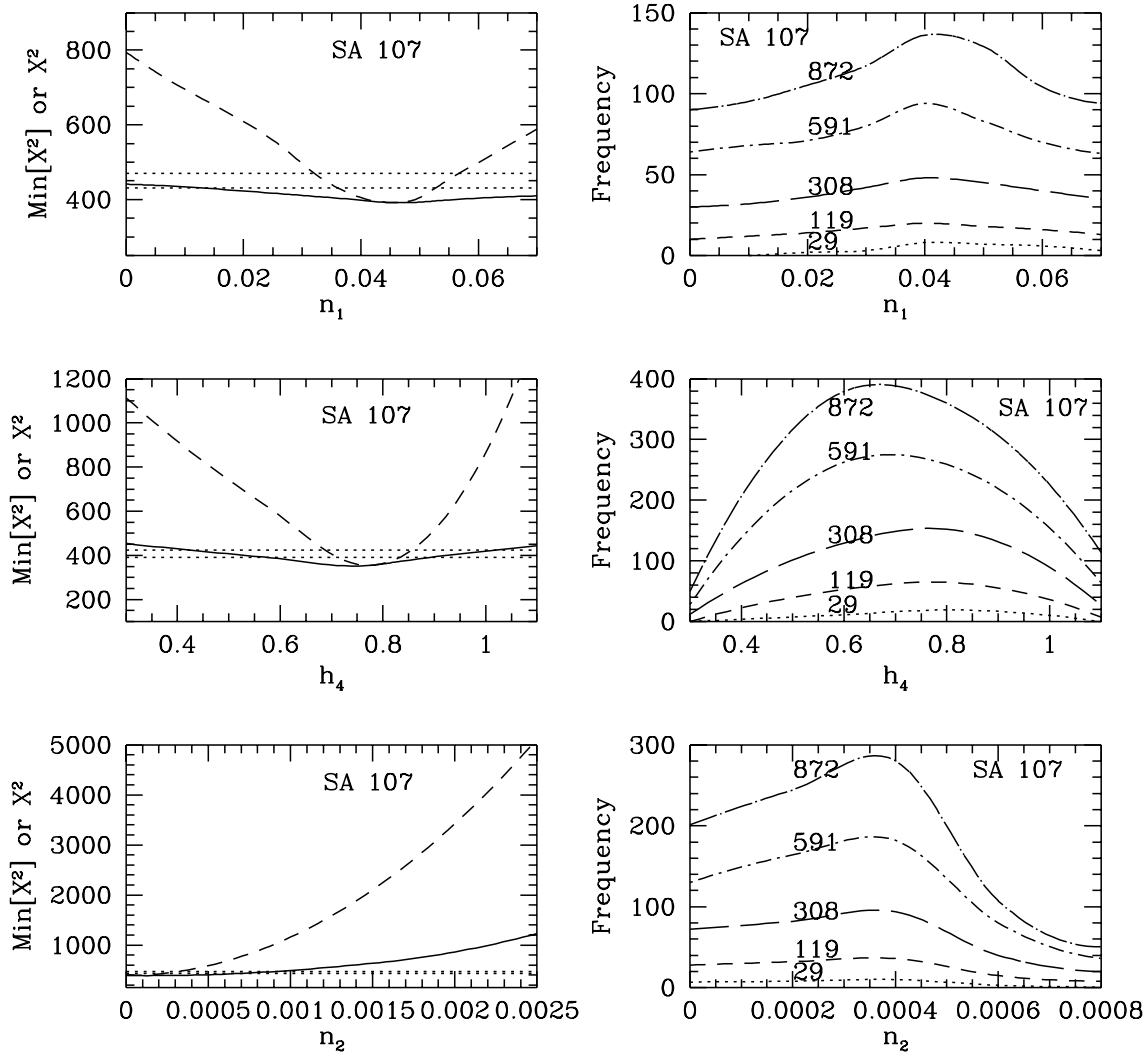 Min[X²] or X²
800
600
400
SA 107
0 0.02 0.04 0.06
n₁
Frequency
150
100
50
0
SA 107
872
591
308
119
29
0 0.02 0.04 0.06
n₁
Min[X²] or X²
1200
1000
800
600
400
200
SA 107
0.4 0.6 0.8 1
h₄
Frequency
400
300
200
100
0
SA 107
872
591
308
119
29
0.4 0.6 0.8 1
h₄
Min[X²] or X²
5000
4000
3000
2000
1000
SA 107
0 0.0005 0.001 0.0015 0.002 0.0025
n₂
Frequency
300
200
100
0
SA 107
872
591
308
119
29
0 0.0002 0.0004 0.0006 0.0008
n₂